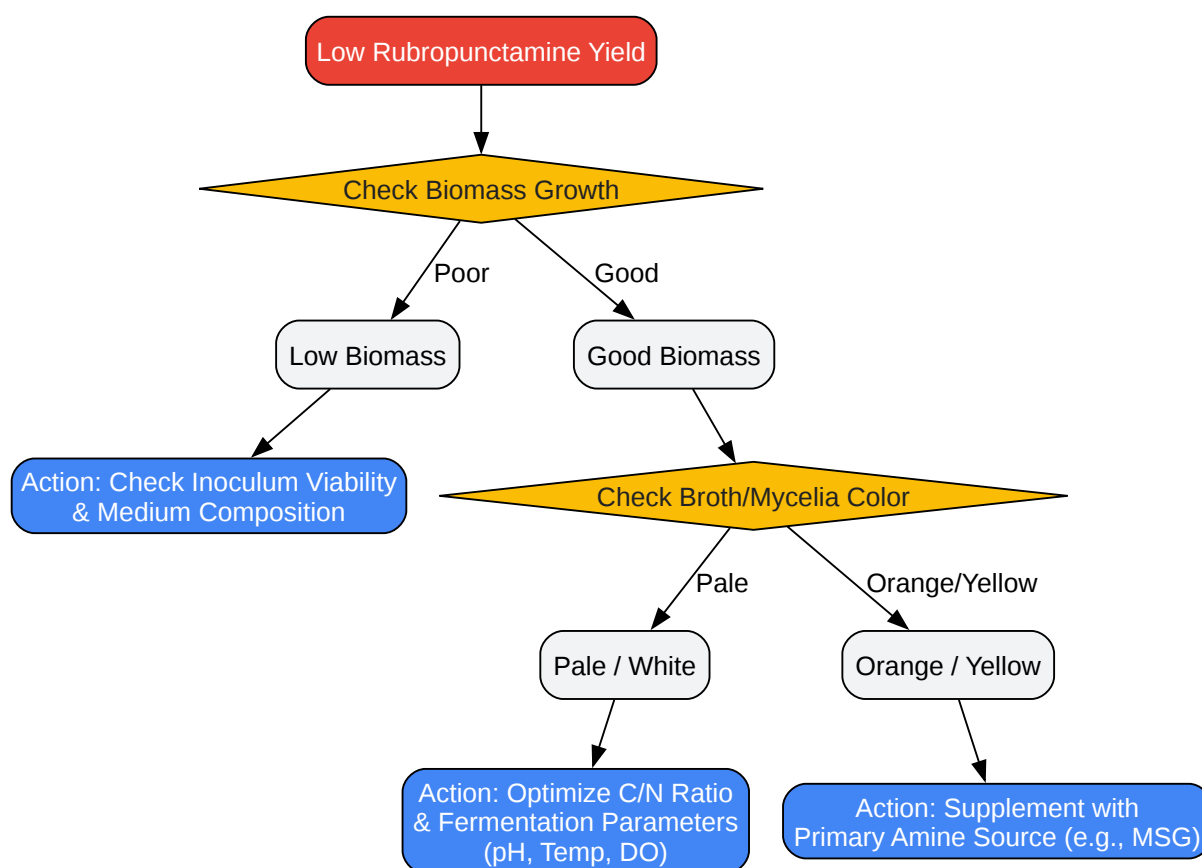 Low Rubropunctamine Yield
Check Biomass Growth
Poor
Good
Low Biomass
Good Biomass
Action: Check Inoculum Viability
& Medium Composition
Check Broth/Mycelia Color
Pale
Orange/Yellow
Pale / White
Orange / Yellow
Action: Optimize C/N Ratio
& Fermentation Parameters
(pH, Temp, DO)
Action: Supplement with
Primary Amine Source (e.g., MSG)